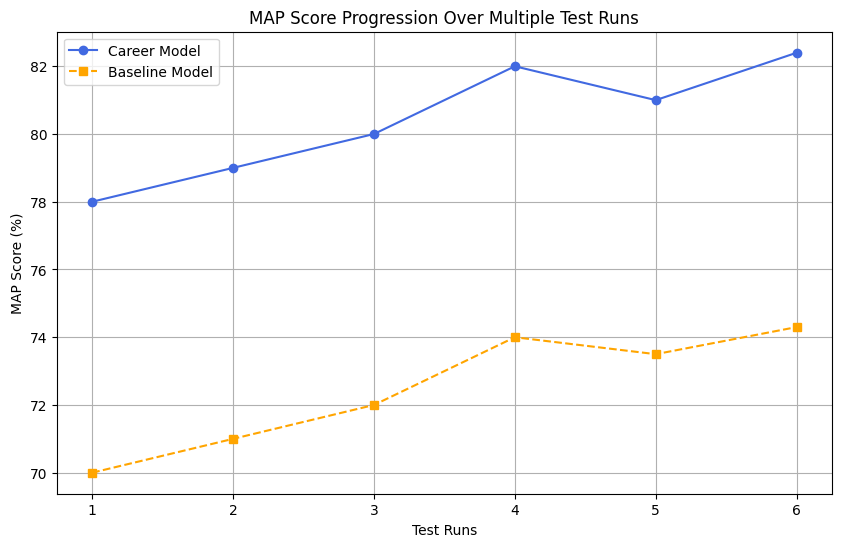 MAP Score Progression Over Multiple Test Runs
Career Model
Baseline Model
MAP Score (%)
82
80
78
76
74
72
70
1 2 3 4 5 6
Test Runs